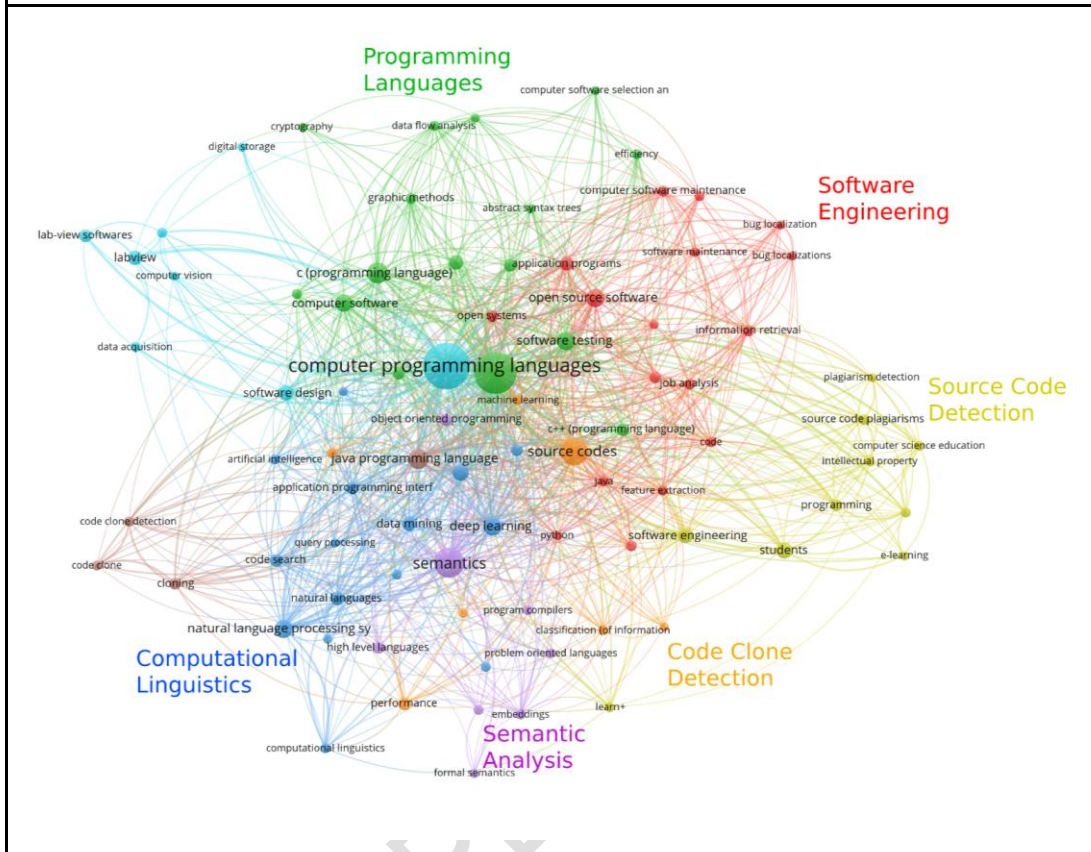 Programming
Languages
computer software selection an
cryptography
data flow analysis
digital storage
efficiency
Software
Engineering
computer software maintenance
graphic methods
abstract syntax trees
bug localization
lab-view softwares
labview
software maintenance
bug localizations
computer vision
c (programming language)
application programs
computer software
open source software
open systems
information retrieval
software testing
data acquisition
computer programming languages
plagiarism detection
Source Code
Detection
software design
job analysis
machine learning
object oriented programming
source code plagiarisms
c++ (programming language)
code
computer science education
artificial intelligence
java programming language
source codes
intellectual property
application programming interf
java
feature extraction
programming
code clone detection
data mining
deep learning
python
software engineering
query processing
students
e-learning
code clone
code search
semantics
cloning
natural languages
program compilers
natural language processing sy
classification (of information
high level languages
problem oriented languages
Computational
Linguistics
Code Clone
Detection
performance
embeddings
learn+
Semantic
Analysis
computational linguistics
formal semantics